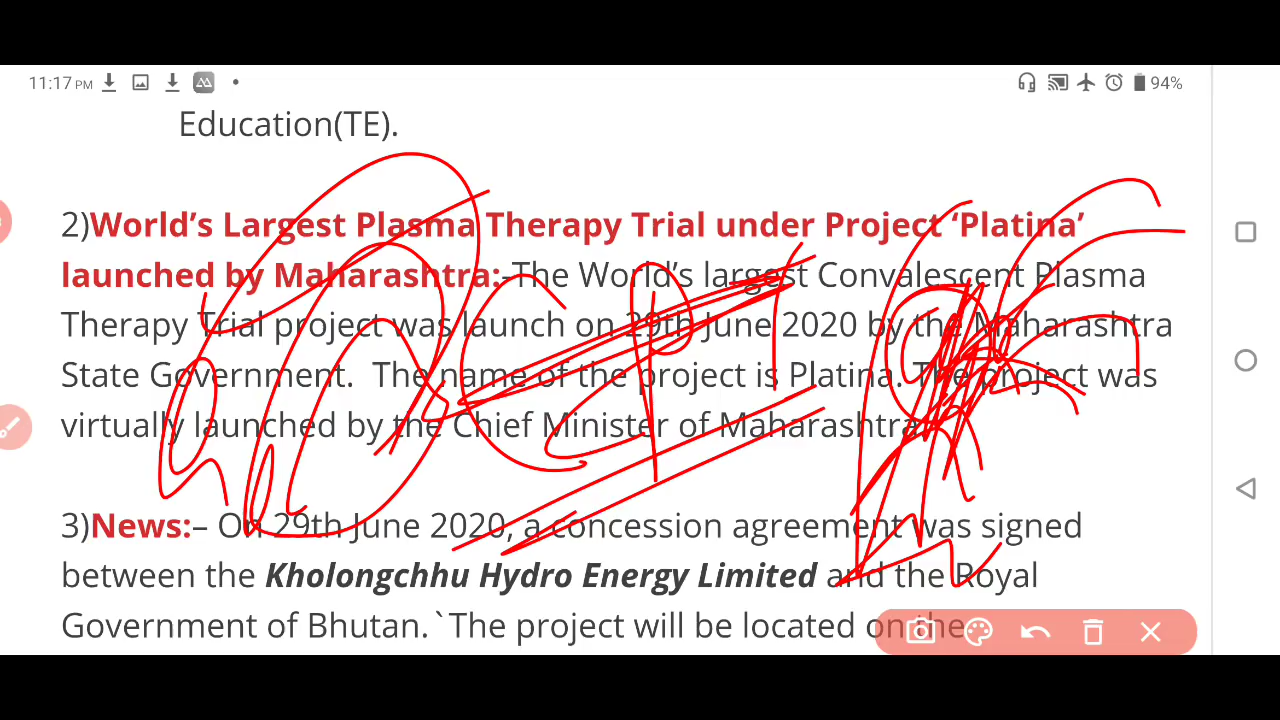 11:17 PM
94%
Education(TE).
2)World's Largest Plasma Therapy Trial under Project ‘Platina’
launched by Maharashtra:-The World's largest Convalescent Plasma
Therapy Trial project was launch on 29th June 2020 by the Maharashtra
State Government. The name of the project is Platina. The project was
virtually launched by the Chief Minister of Maharashtra
3)News:– On 29th June 2020, a concession agreement was signed
between the Kholongchhu Hydro Energy Limited and the Royal
Government of Bhutan.`The project will be located on the